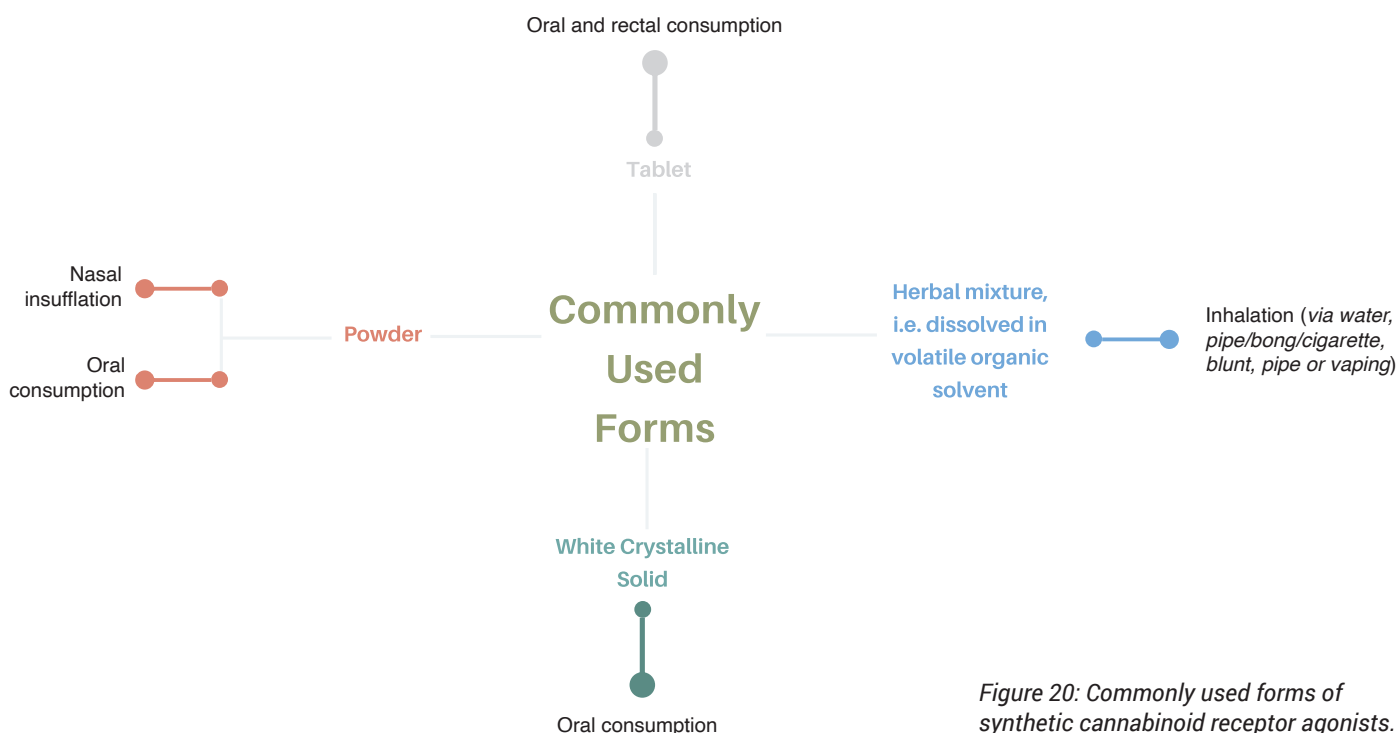 Oral and rectal consumption
Tablet
Nasal
insufflation
Oral
consumption
Powder
Commonly
Used
Forms
Herbal mixture,
i.e. dissolved in
volatile organic
solvent
Inhalation (via water,
pipe/bong/cigarette,
blunt, pipe or vaping)
White Crystalline
Solid
Oral consumption
Figure 20: Commonly used forms of
synthetic cannabinoid receptor agonists.